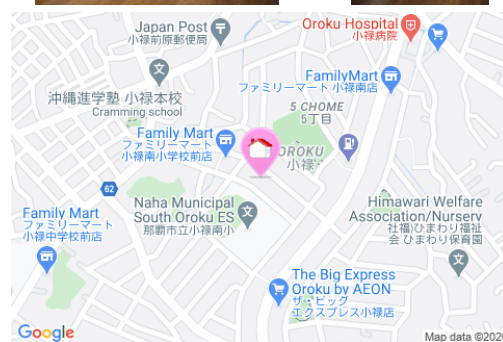 Japan Post
小禄前原郵便局
Oroku Hospital
小禄病院
沖縄進学塾 小禄本校
Cramming school
FamilyMart
ファミリーマート 小禄南店
5 CHOME
5丁目
Family Mart
ファミリーマート
小禄南小学校前店
OROKU
小禄
62
Naha Municipal
South Oroku ES
那覇市立小禄南小
Family Mart
ファミリーマート
小禄中学校前店
Himawari Welfare
Association/Nursery
社福)ひまわり福祉
会 ひまわり保育園
The Big Express
Oroku by AEON
ザ・ビッグ
エクスプレス小禄店
Google
Map data ©202